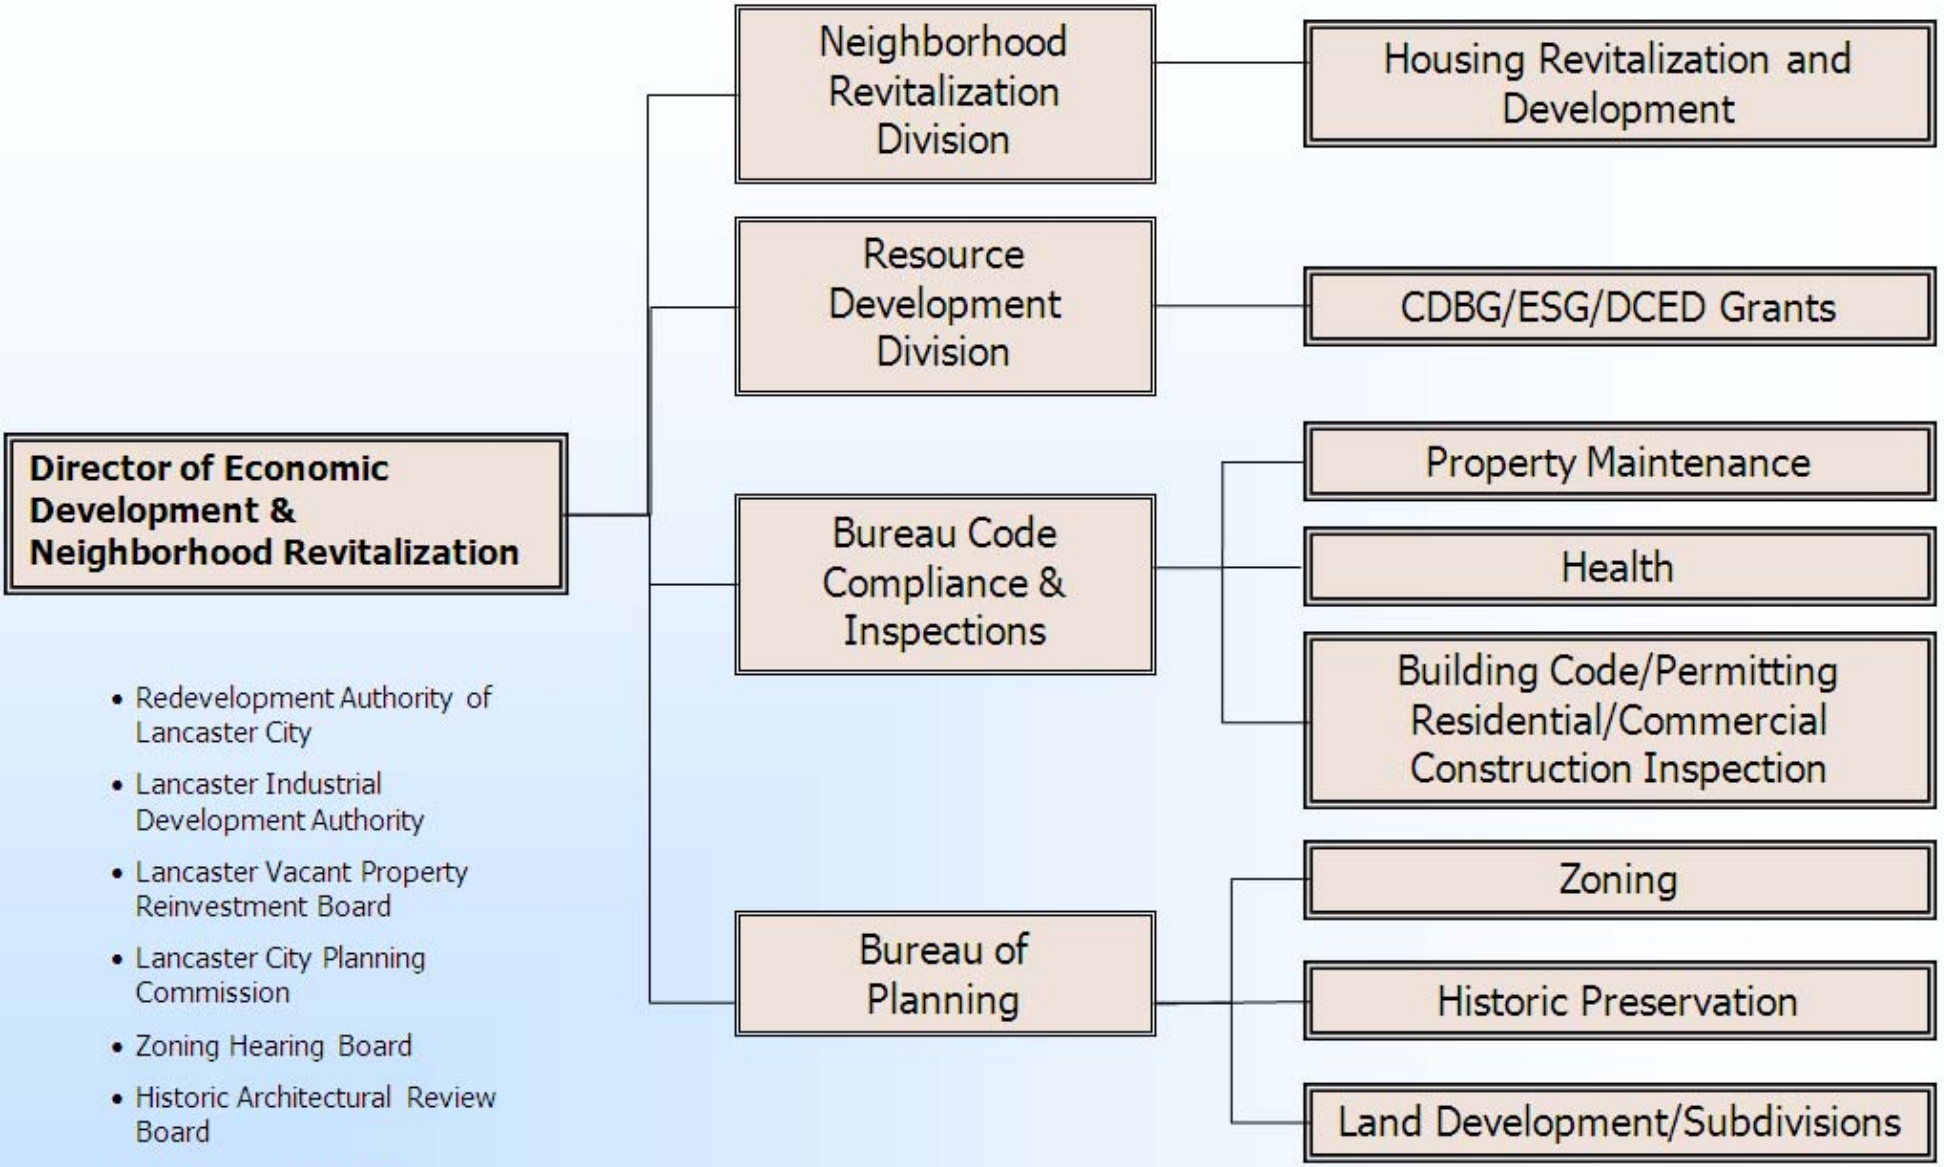 Neighborhood
Revitalization
Division
Housing Revitalization and
Development
Resource
Development
Division
CDBG/ESG/DCED Grants
Director of Economic
Development &
Neighborhood Revitalization
Bureau Code
Compliance &
Inspections
Property Maintenance
Health
Building Code/Permitting
Residential/Commercial
Construction Inspection
Bureau of
Planning
Zoning
Historic Preservation
Land Development/Subdivisions
• Redevelopment Authority of
Lancaster City
• Lancaster Industrial
Development Authority
• Lancaster Vacant Property
Reinvestment Board
• Lancaster City Planning
Commission
• Zoning Hearing Board
• Historic Architectural Review
Board